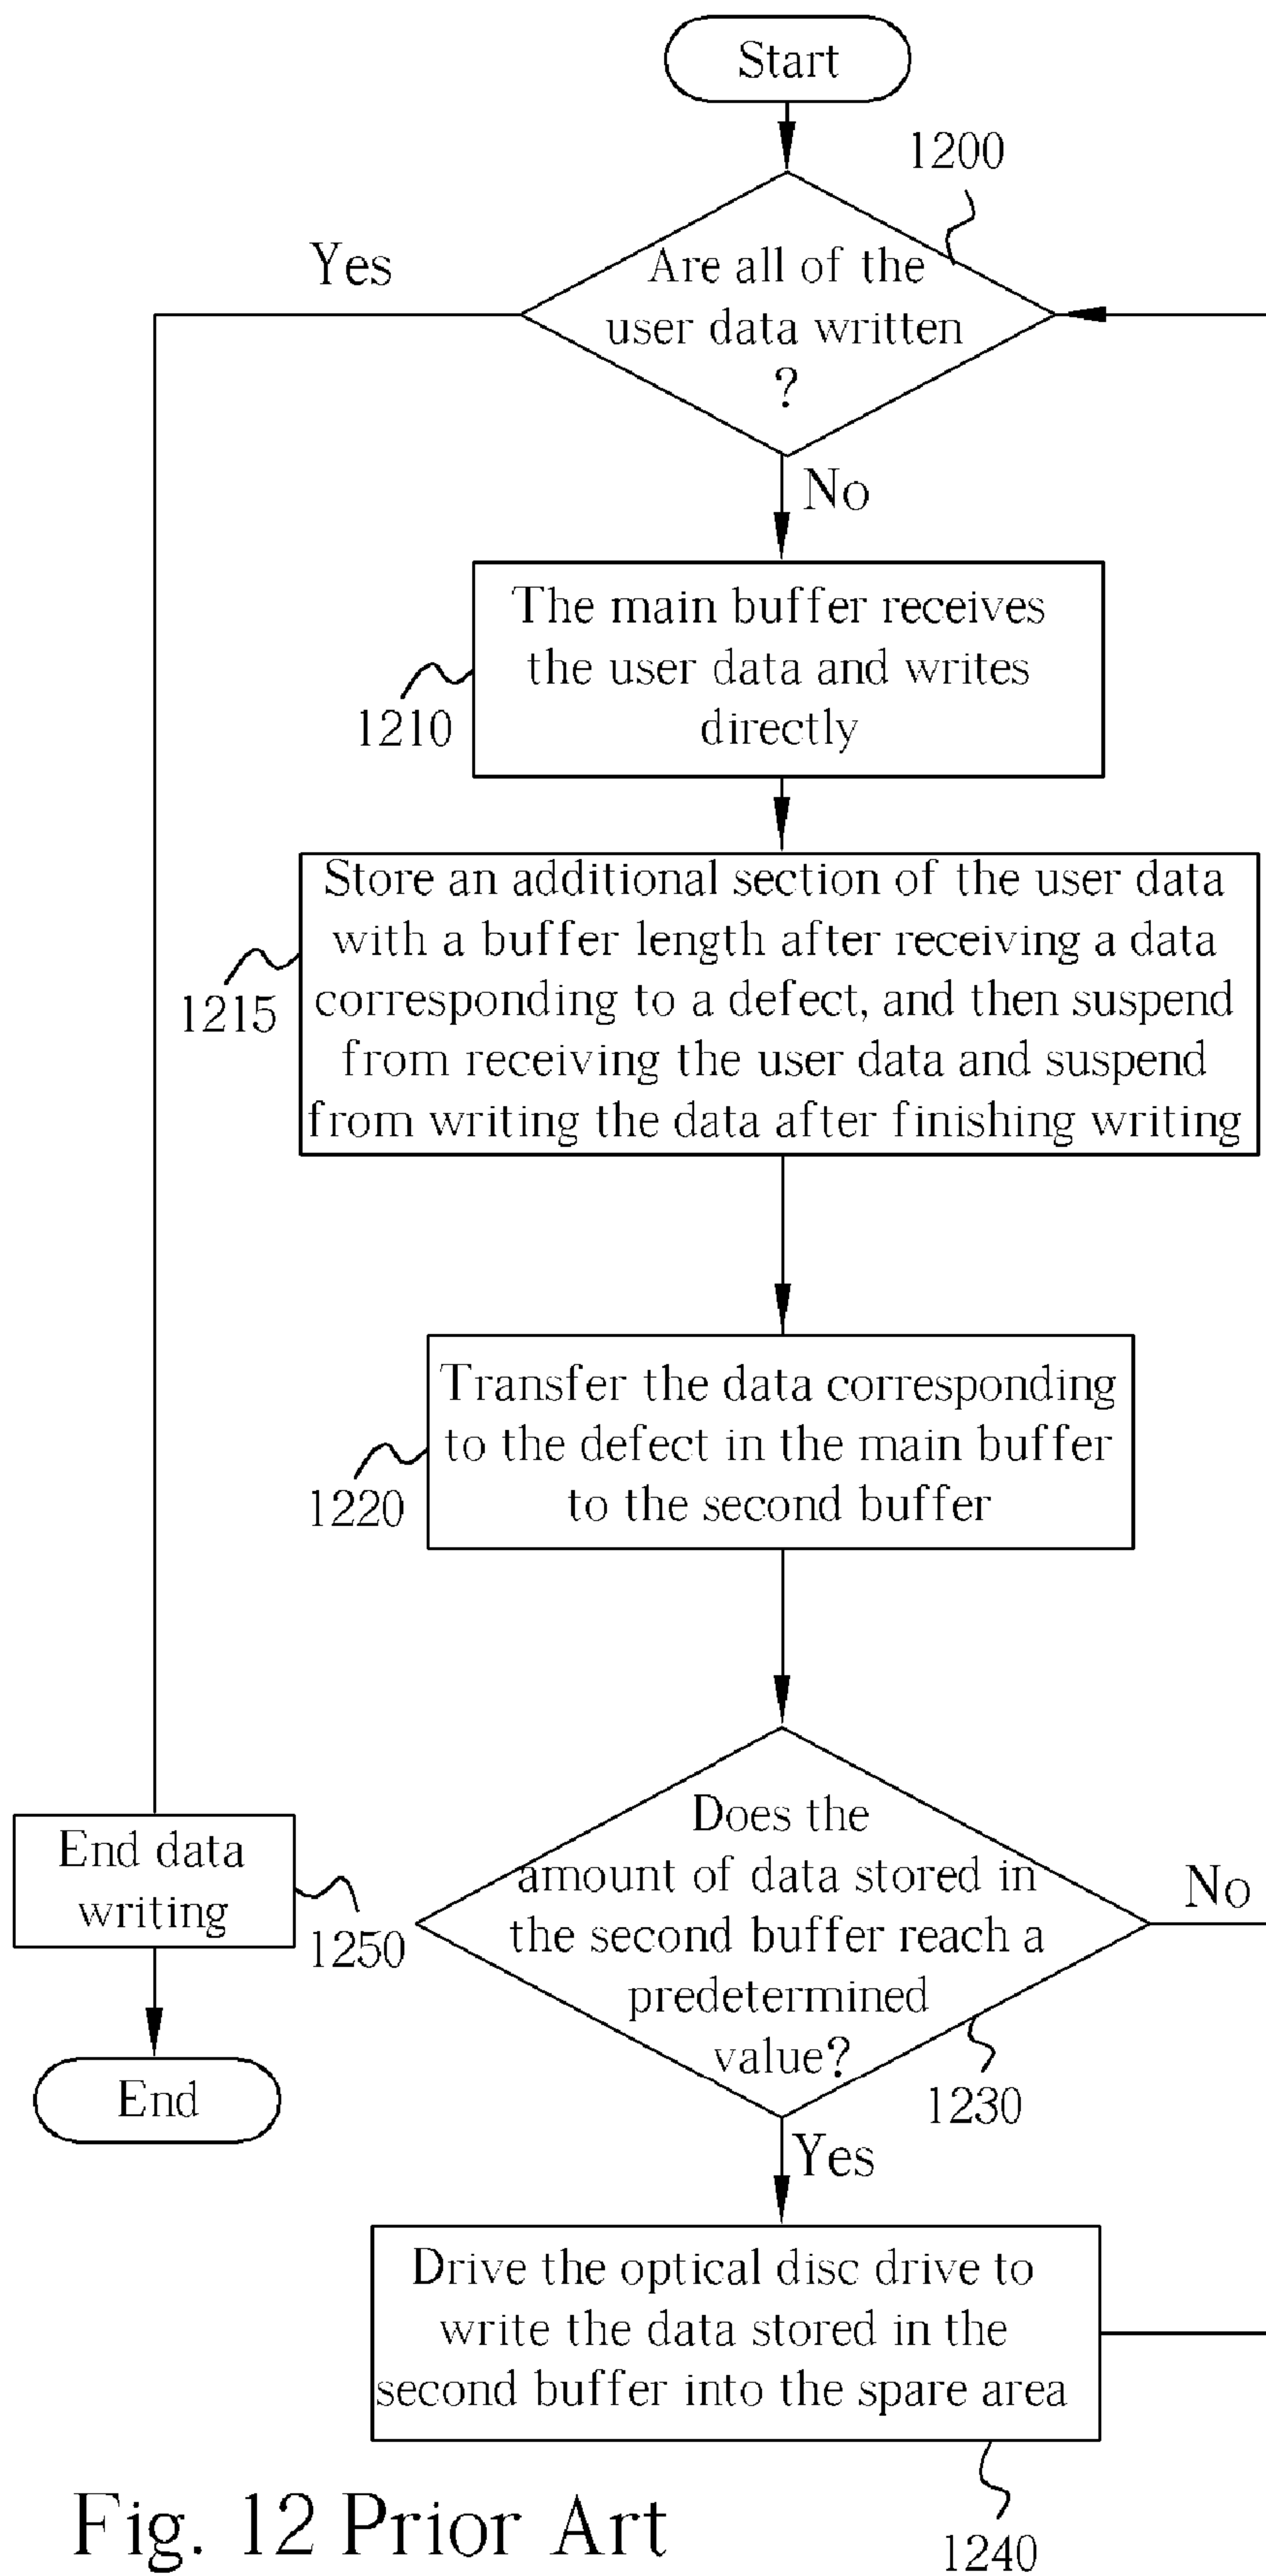 Start
1200
Yes
Are all of the
user data written
?
No
The main buffer receives
the user data and writes
directly
1210
Store an additional section of the user data
with a buffer length after receiving a data
corresponding to a defect, and then suspend
from receiving the user data and suspend
from writing the data after finishing writing
1215
Transfer the data corresponding
to the defect in the main buffer
to the second buffer
1220
Does the
amount of data stored in
the second buffer reach a
predetermined
value?
No
1230
End data
writing
1250
End
Yes
Drive the optical disc drive to
write the data stored in the
second buffer into the spare area
1240
Fig. 12 Prior Art